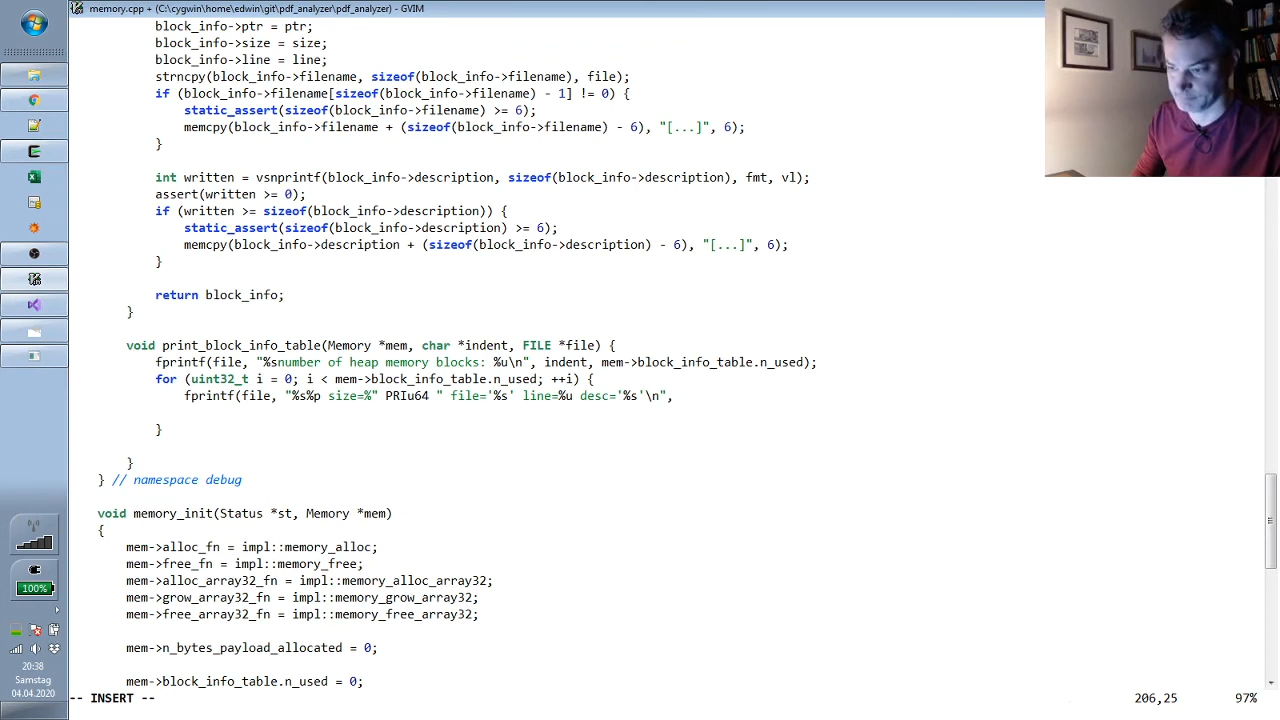 memory.cpp + (C:\cygwin\home\edwin\git\pdf_analyzer\pdf_analyzer) - GVIM
block_info->ptr = ptr;
block_info->size = size;
block_info->line = line;
strncpy(block_info->filename, sizeof(block_info->filename), file);
if (block_info->filename[sizeof(block_info->filename) - 1] != 0) {
static_assert(sizeof(block_info->filename) >= 6);
memcpy(block_info->filename + (sizeof(block_info->filename) - 6), "[...]", 6);
}
int written = vsnprintf(block_info->description, sizeof(block_info->description), fmt, vl);
assert(written >= 0);
if (written >= sizeof(block_info->description)) {
static_assert(sizeof(block_info->description) >= 6);
memcpy(block_info->description + (sizeof(block_info->description) - 6), "[...]", 6);
}
return block_info;
}
void print_block_info_table(Memory *mem, char *indent, FILE *file) {
fprintf(file, "%snumber of heap memory blocks: %u\n", indent, mem->block_info_table.n_used);
for (uint32_t i = 0; i < mem->block_info_table.n_used; ++i) {
fprintf(file, "%s%p size=%" PRIu64 " file='%s' line=%u desc='%s'\n",
}
}
} // namespace debug
void memory_init(Status *st, Memory *mem)
{
mem->alloc_fn = impl::memory_alloc;
mem->free_fn = impl::memory_free;
mem->alloc_array32_fn = impl::memory_alloc_array32;
mem->grow_array32_fn = impl::memory_grow_array32;
mem->free_array32_fn = impl::memory_free_array32;
mem->n_bytes_payload_allocated = 0;
mem->block_info_table.n_used = 0;
-- INSERT -- 206,25 97%
100%
20:38
Samstag
04.04.2020